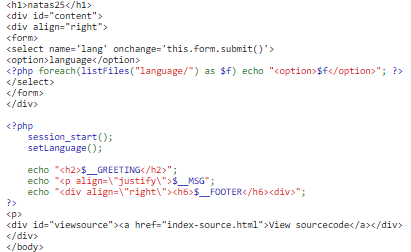 <h1>natas25</h1>
<div id="content">
<div align="right">
<form>
<select name='lang' onchange='this.form.submit()'>
<option>language</option>
<?php foreach(listFiles("language/") as $f) echo "<option>$f</option>"; ?>
</select>
</form>
</div>

<?php
    session_start();
    setLanguage();

    echo "<h2>$__GREETING</h2>";
    echo "<p align=\"justify\">$__MSG";
    echo "<div align=\"right\"><h6>$__FOOTER</h6><div>";
?>
<p>
<div id="viewsource"><a href="index-source.html">View sourcecode</a></div>
</div>
</body>